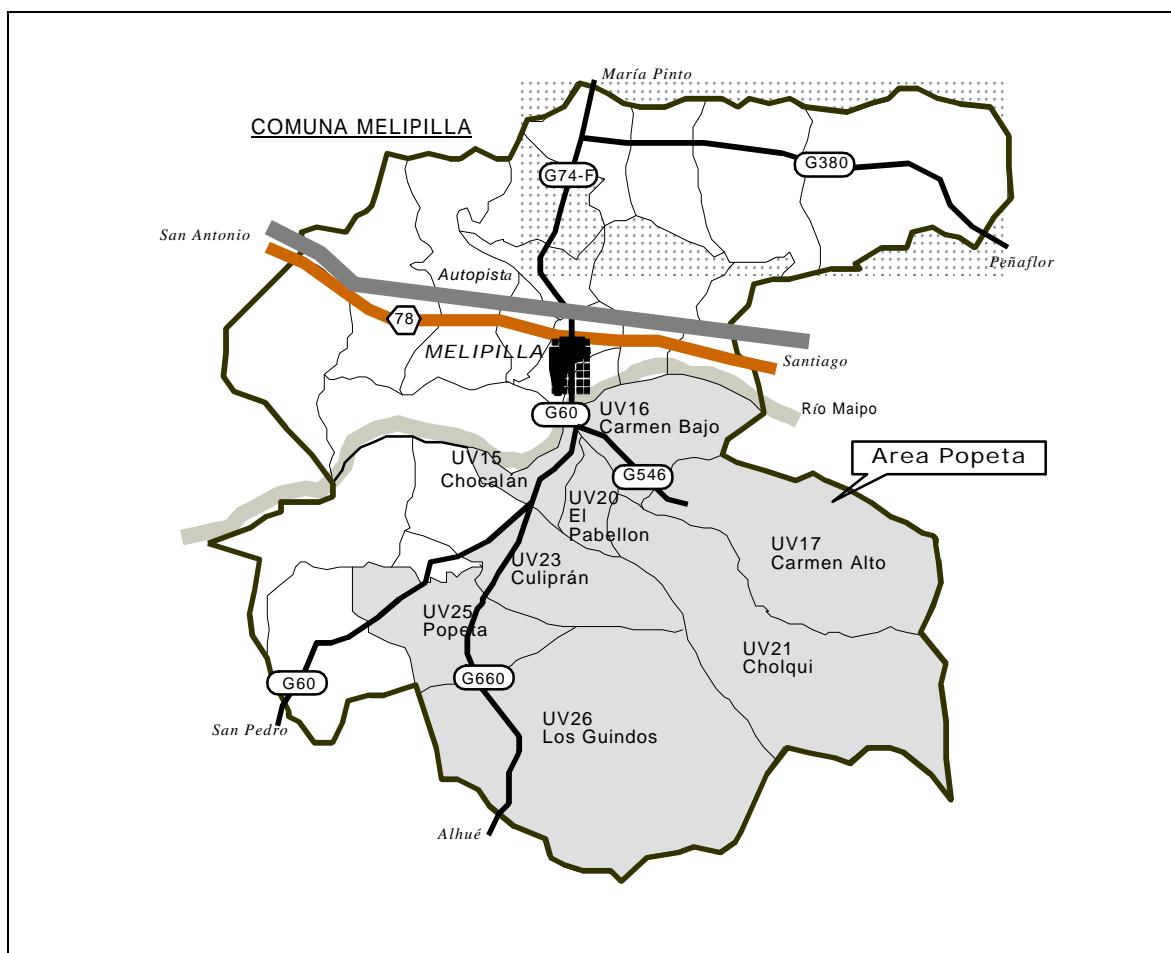 María Pinto
COMUNA MELIPILLA
G380
G74-F
San Antonio
Peñaflor
Autopista
78
MELIPILLA
Santiago
Río Maipo
G60
UV16
Carmen Bajo
Area Popeta
UV15
Chocalán
G546
UV20
El
Pabellon
UV17
Carmen Alto
UV23
Culiprán
UV25
Popeta
UV21
Cholqui
G60
G660
San Pedro
UV26
Los Guindos
Alhué